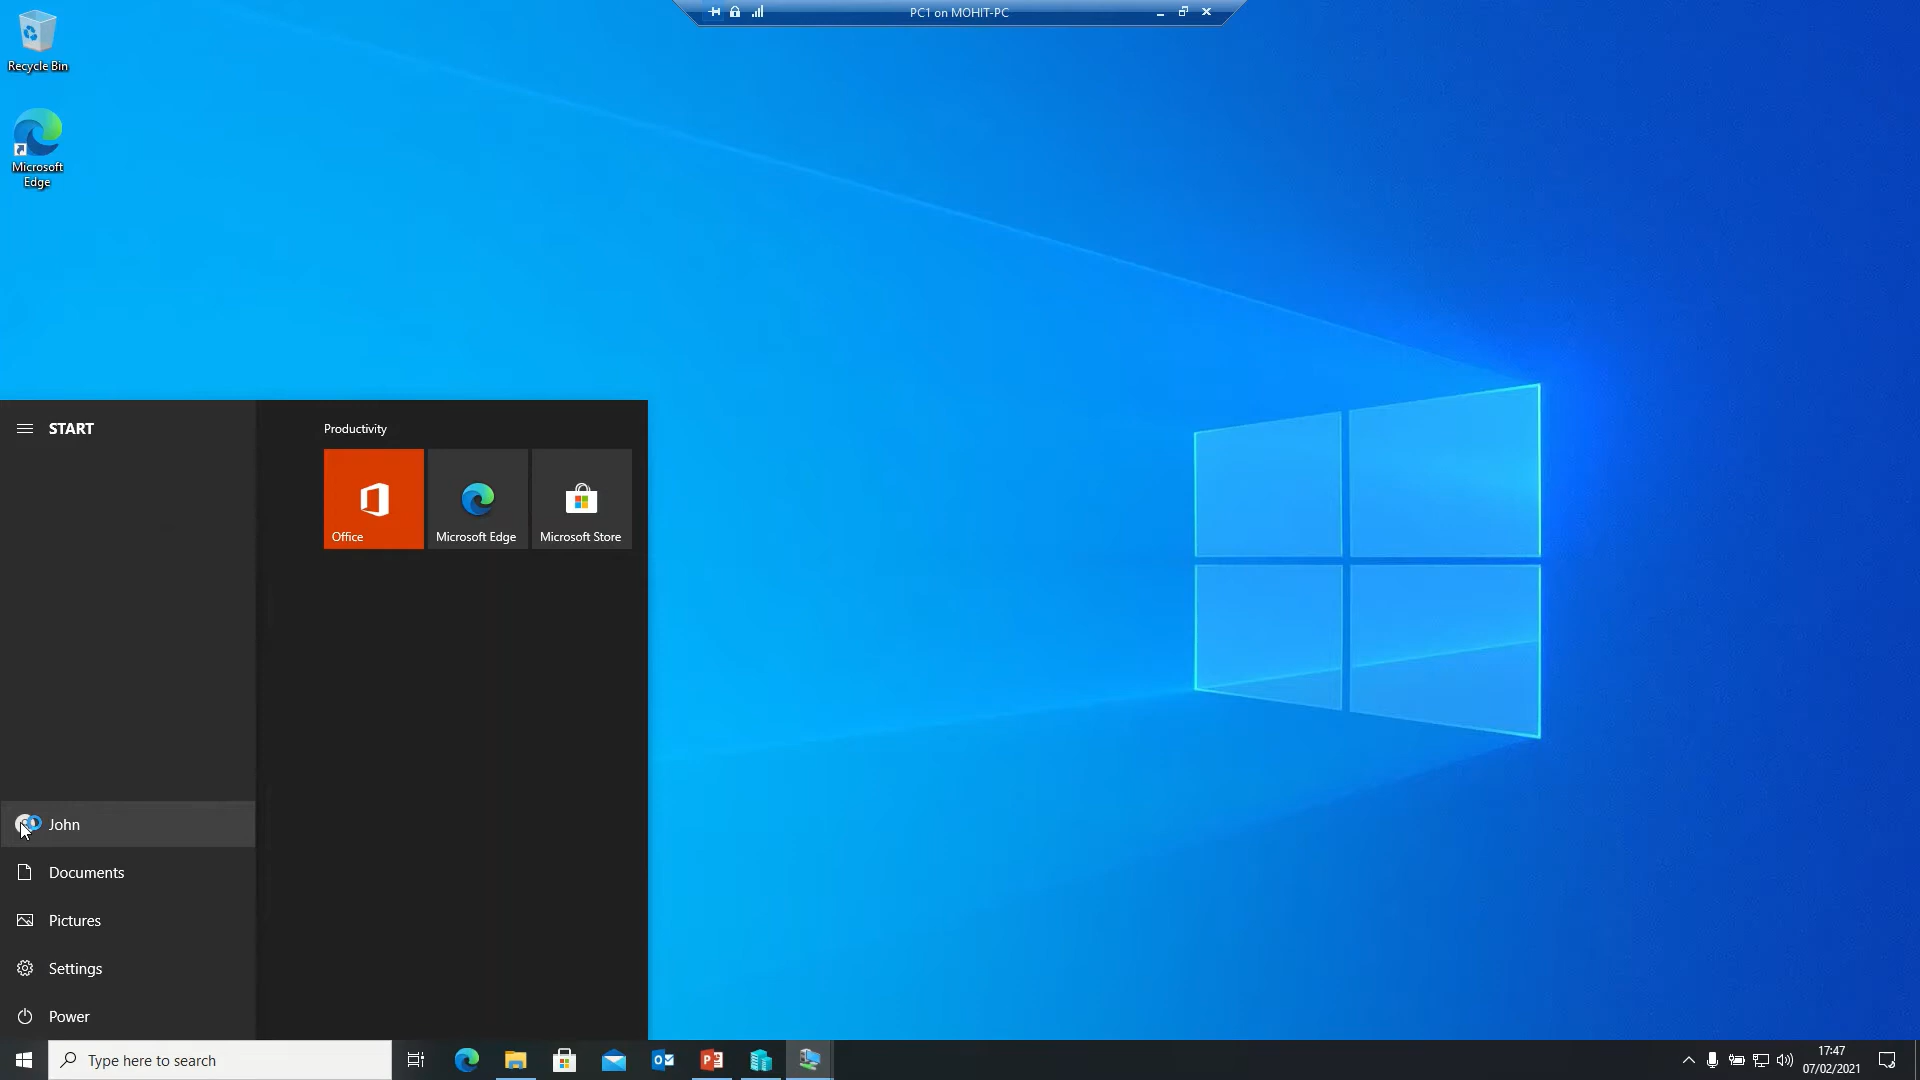 PC1 on MOHIT-PC
Recycle Bin
Microsoft
Edge
START
Productivity
Office
Microsoft Edge
Microsoft Store
John
Documents
Pictures
Settings
Power
Type here to search
17:47
07/02/2021